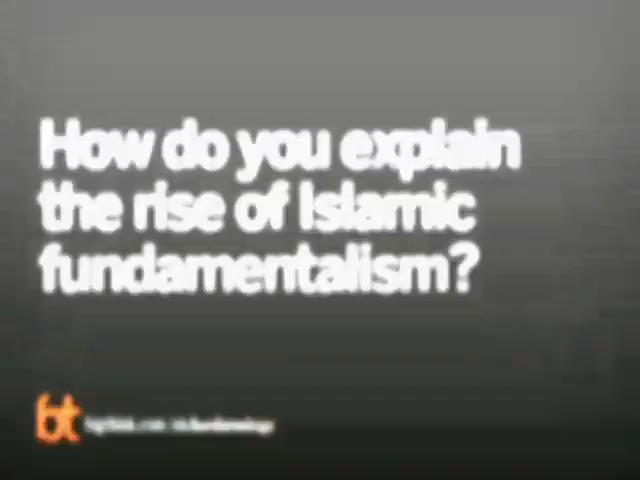 How do you explain
the rise of Islamic
fundamentalism?
bt